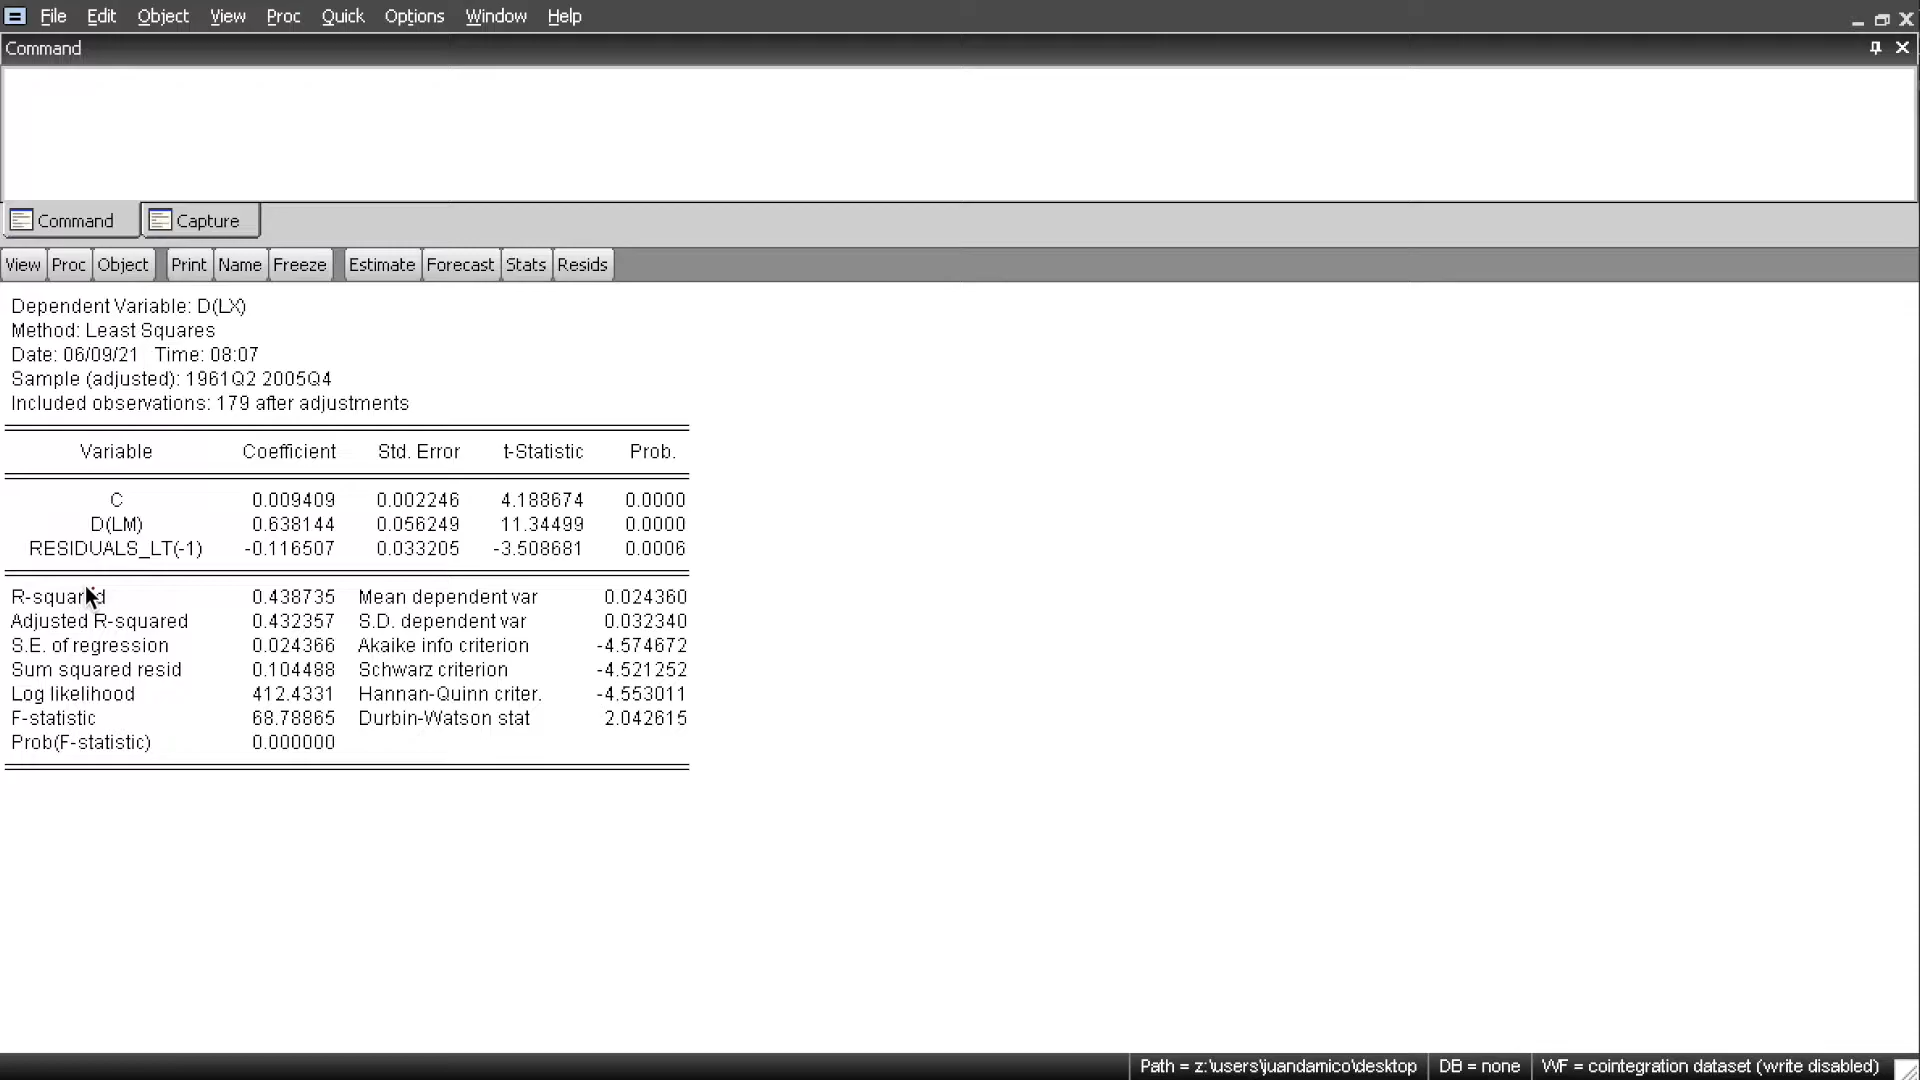 File Edit Object View Proc Quick Options Window Help
Command
Command Capture
View Proc Object Print Name Freeze Estimate Forecast Stats Resids
Dependent Variable: D(LX)
Method: Least Squares
Date: 06/09/21 Time: 08:07
Sample (adjusted): 1961Q2 2005Q4
Included observations: 179 after adjustments
Variable Coefficient Std. Error t-Statistic Prob.
C 0.009409 0.002246 4.188674 0.0000
D(LM) 0.638144 0.056249 11.34499 0.0000
RESIDUALS_LT(-1) -0.116507 0.033205 -3.508681 0.0006
R-squared 0.438735 Mean dependent var 0.024360
Adjusted R-squared 0.432357 S.D. dependent var 0.032340
S.E. of regression 0.024366 Akaike info criterion -4.574672
Sum squared resid 0.104488 Schwarz criterion -4.521252
Log likelihood 412.4331 Hannan-Quinn criter. -4.553011
F-statistic 68.78865 Durbin-Watson stat 2.042615
Prob(F-statistic) 0.000000
Path = z:\users\juandamico\desktop DB = none WF = cointegration dataset (write disabled)